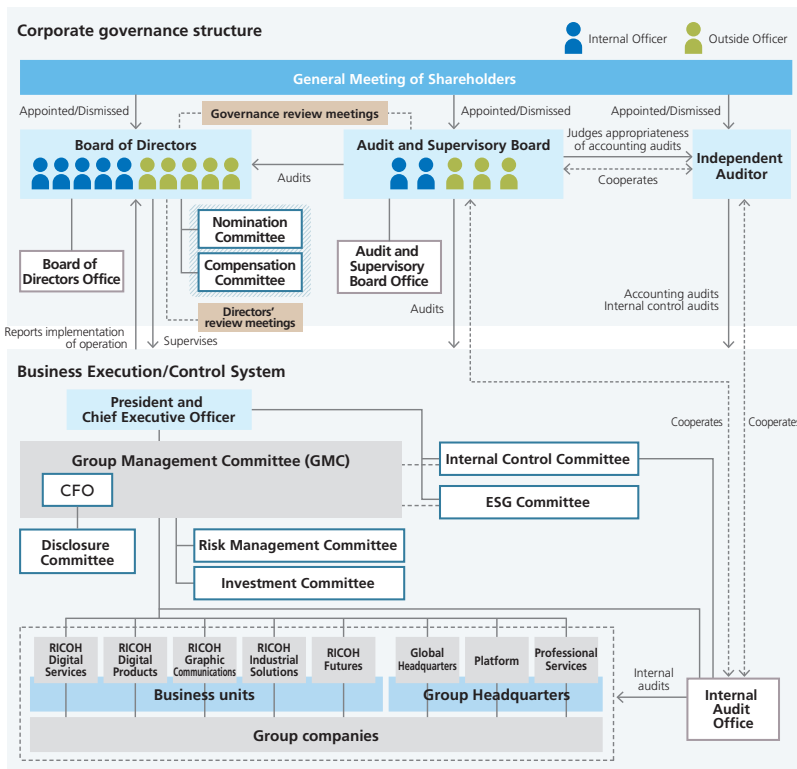 Corporate governance structure
Internal Officer
Outside Officer
General Meeting of Shareholders
Appointed/Dismissed
Governance review meetings
Appointed/Dismissed
Appointed/Dismissed
Board of Directors
Audits
Audit and Supervisory Board
Judges appropriateness
of accounting audits
Cooperates
Independent
Auditor
Board of
Directors Office
Nomination
Committee
Compensation
Committee
Directors'
review meetings
Audit and
Supervisory
Board Office
Audits
Accounting audits
Internal control audits
Reports implementation
of operation
Supervises
Business Execution/Control System
President and
Chief Executive Officer
Cooperates
Cooperates
Group Management Committee (GMC)
CFO
Internal Control Committee
ESG Committee
Disclosure
Committee
Risk Management Committee
Investment Committee
RICOH
Digital
Services
RICOH
Digital
Products
RICOH
Graphic
Communications
RICOH
Industrial
Solutions
RICOH
Futures
Global
Headquarters
Platform
Professional
Services
Business units
Group Headquarters
Group companies
Internal
audits
Internal
Audit
Office